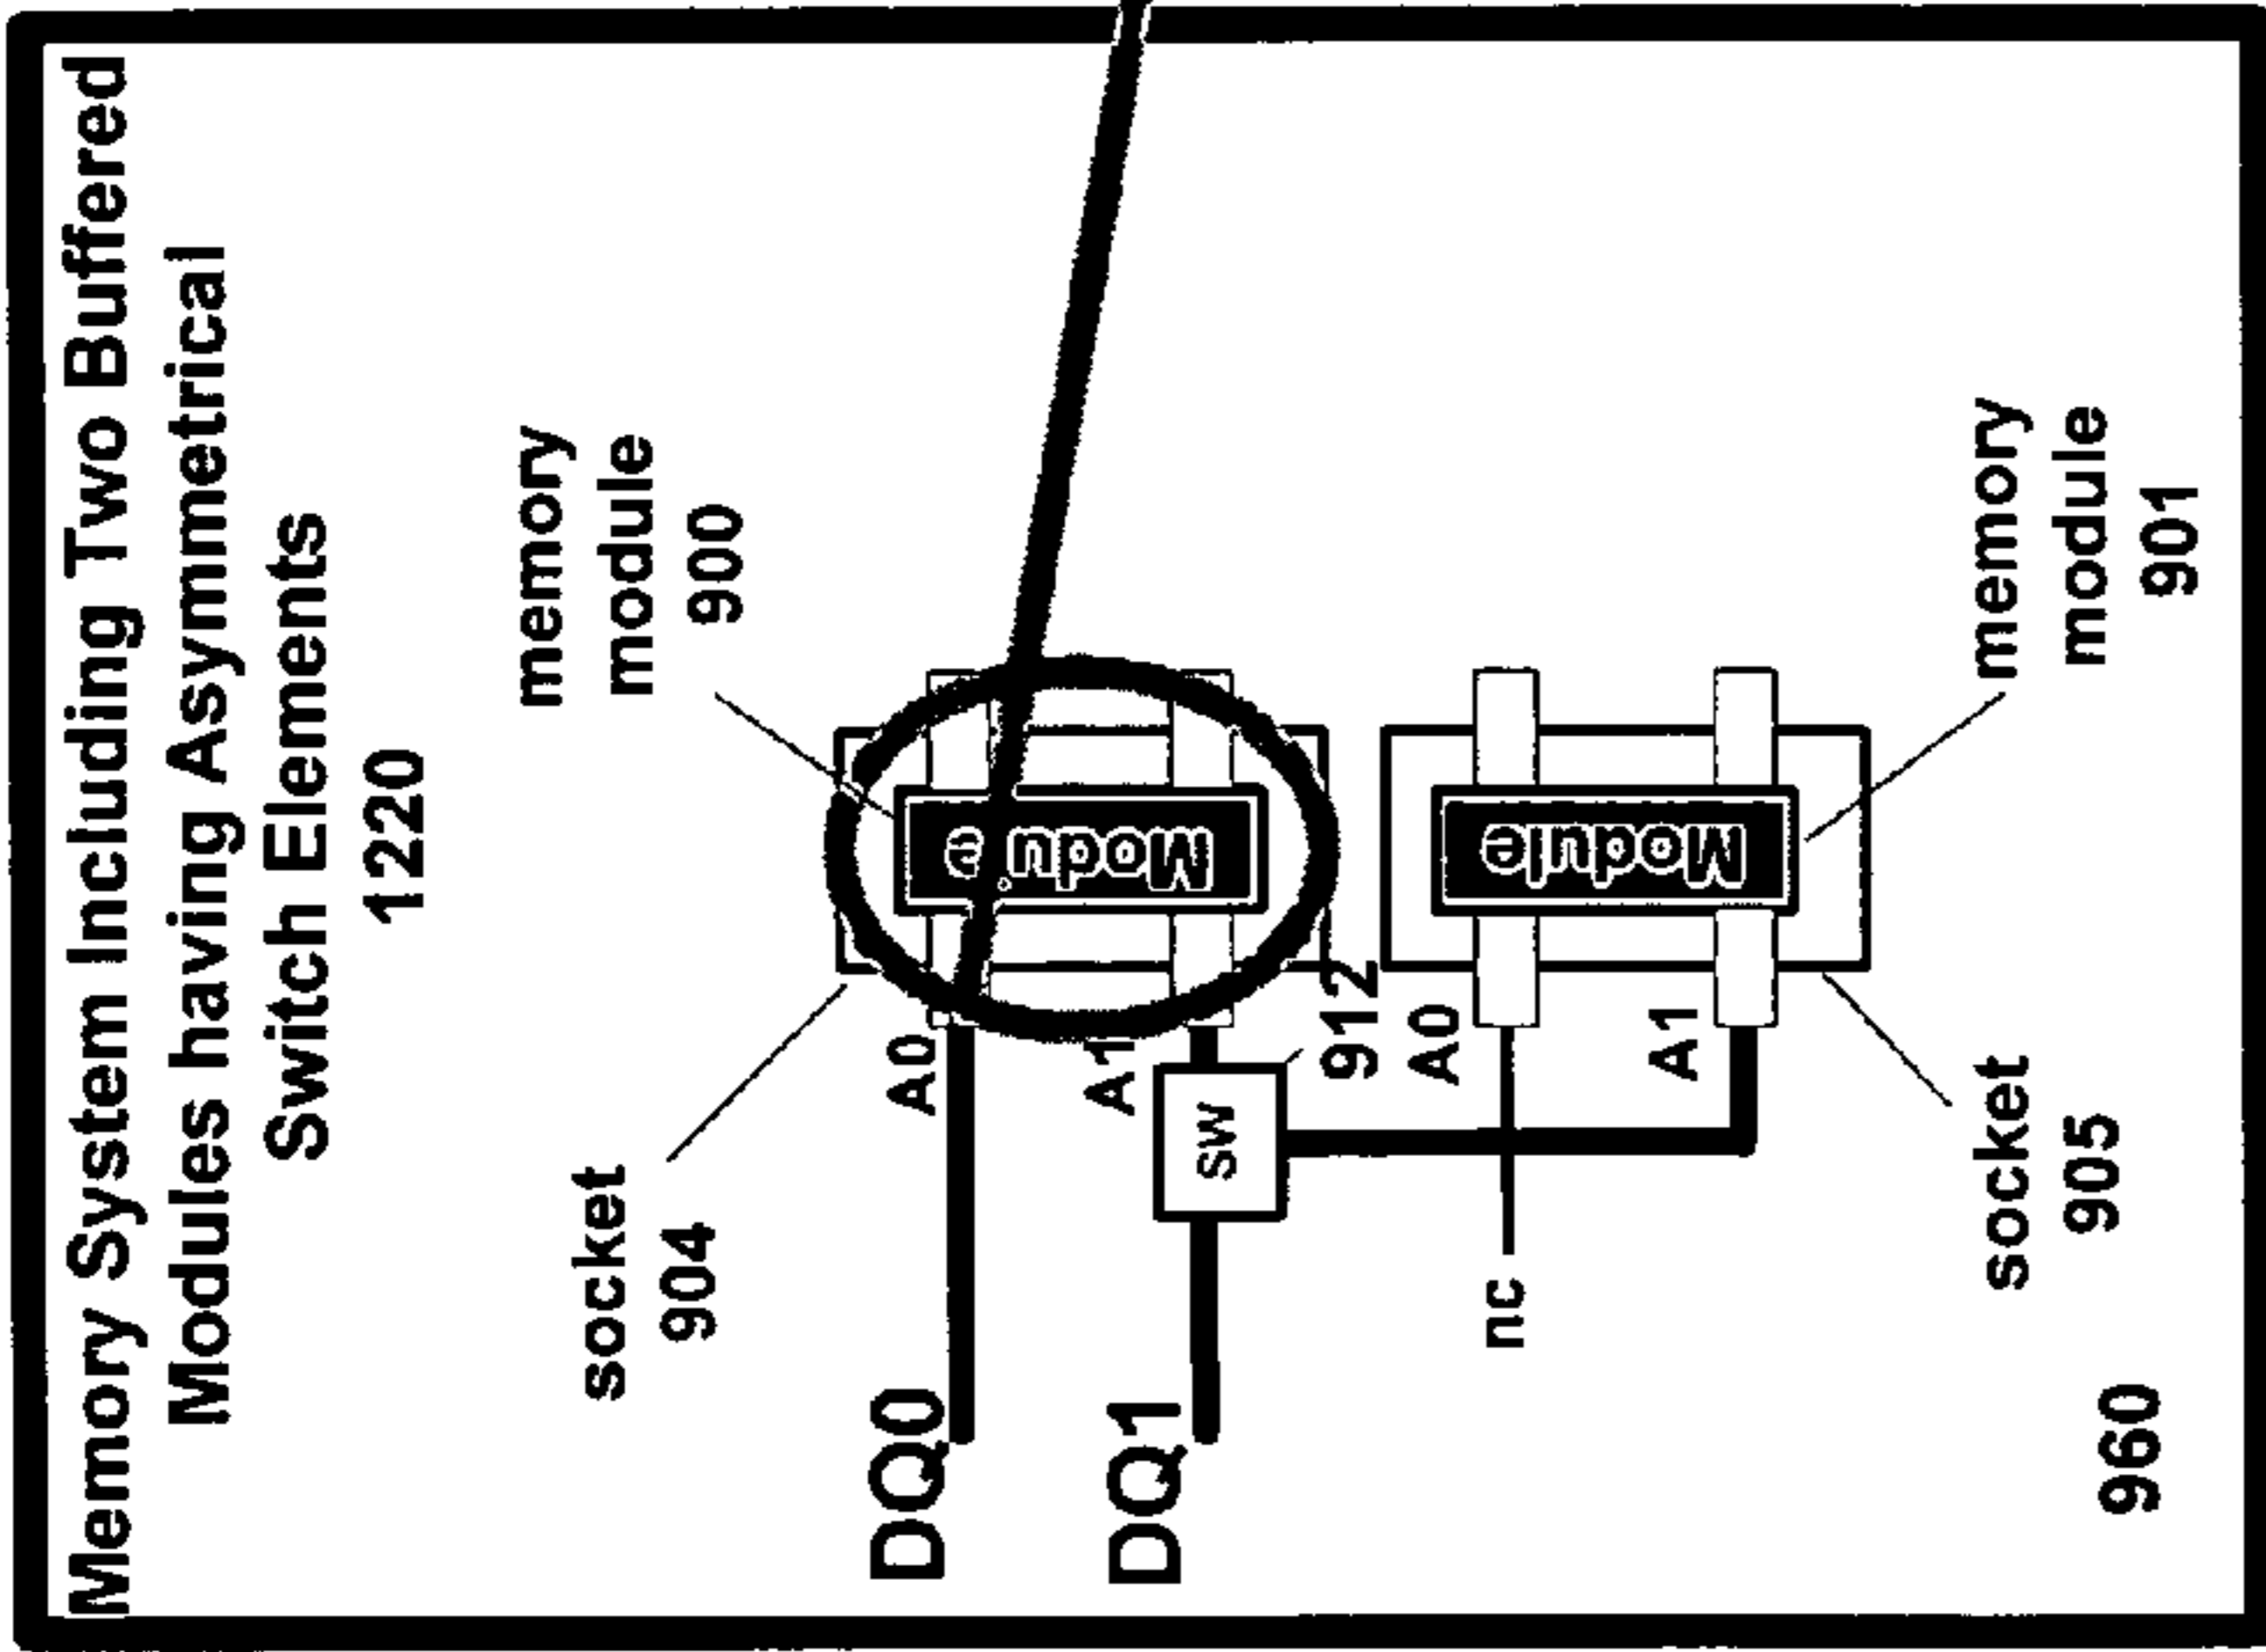 Memory System Including Two Buffered
Modules having Asymmetrical
Switch Elements
1220
memory
module
900
socket
904
DQ0
A0
Modu
DQ1
A1
SW
912
A0
nc
A1
Module
memory
module
901
socket
905
960